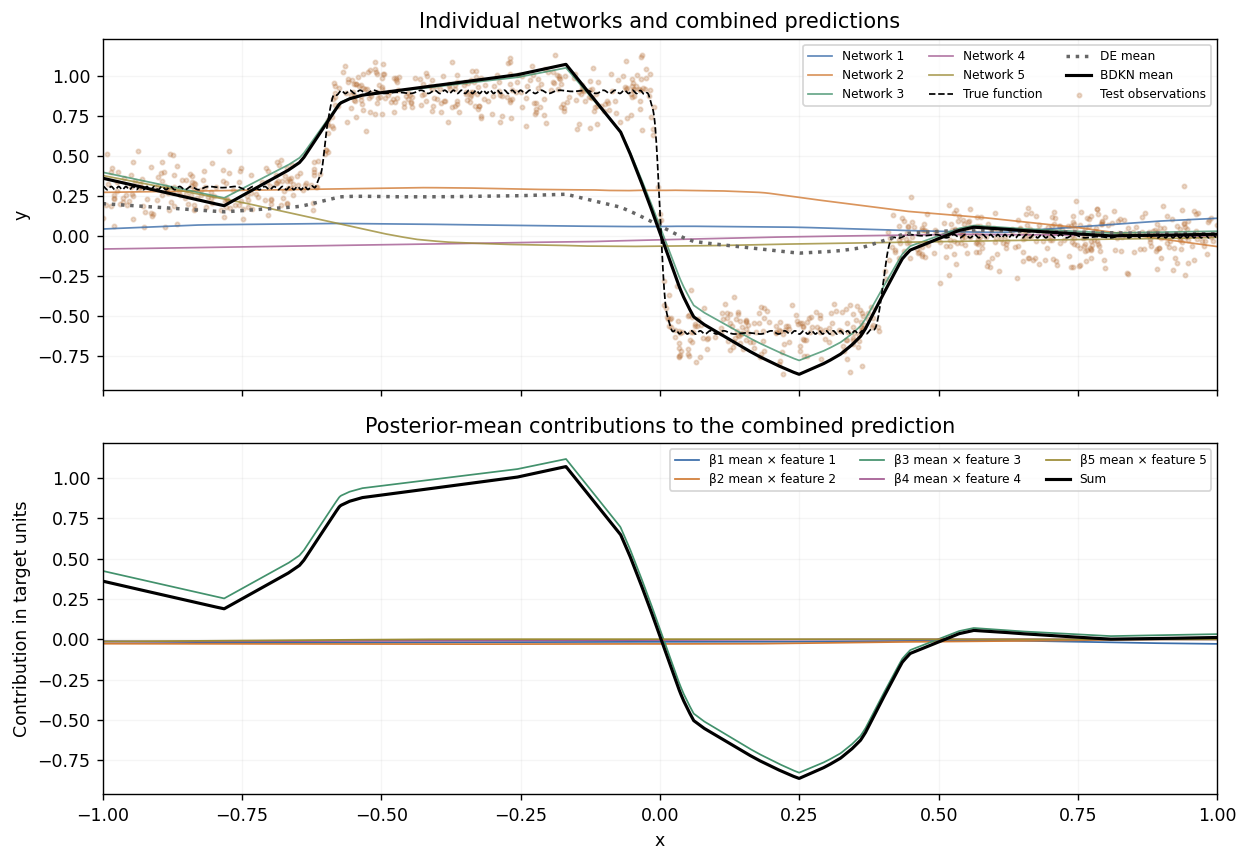 Individual networks and combined predictions
y
1.00
0.75
0.50
0.25
0.00
−0.25
−0.50
−0.75
Network 1
Network 2
Network 3
Network 4
Network 5
True function
DE mean
BDKN mean
Test observations
Posterior-mean contributions to the combined prediction
Contribution in target units
1.00
0.75
0.50
0.25
0.00
−0.25
−0.50
−0.75
β1 mean × feature 1
β2 mean × feature 2
β3 mean × feature 3
β4 mean × feature 4
β5 mean × feature 5
Sum
−1.00 −0.75 −0.50 −0.25 0.00 0.25 0.50 0.75 1.00
x